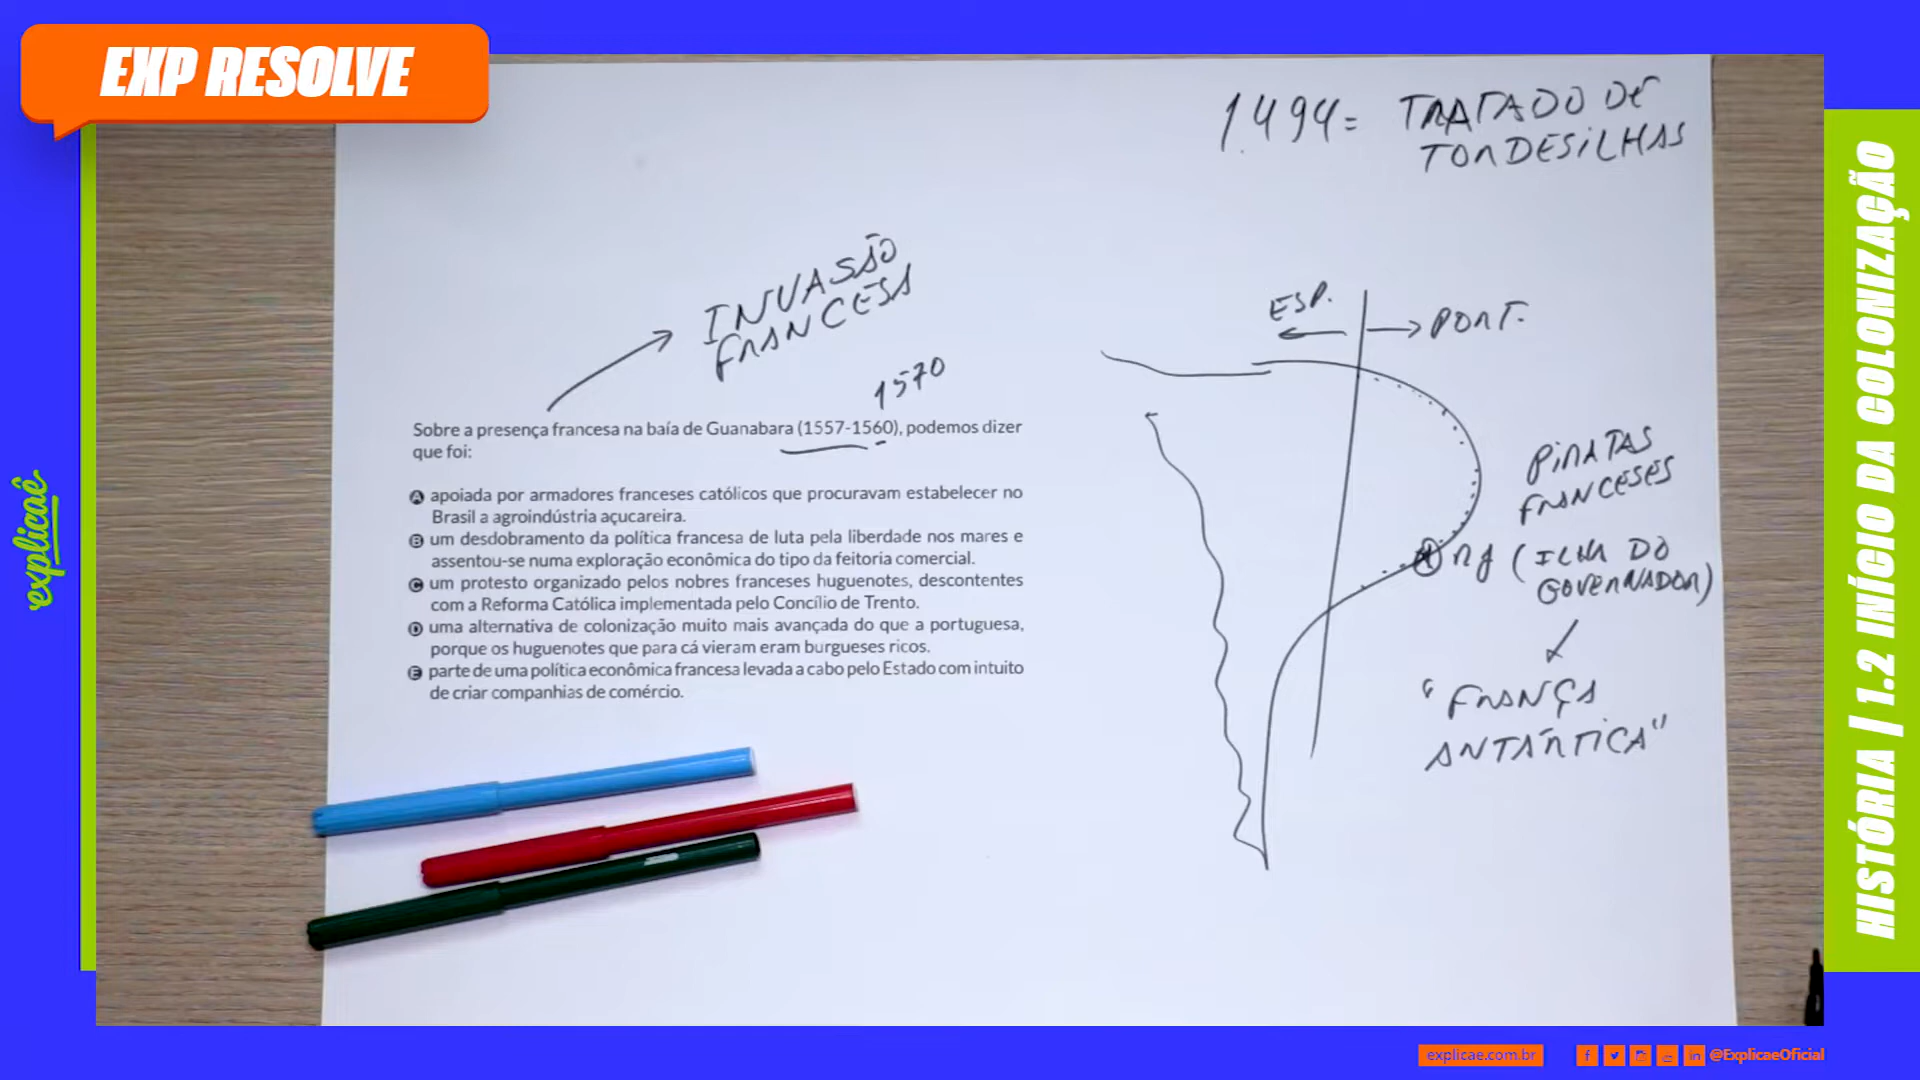 EXP RESOLVE
1494= TRATADO DE
TORDESILHAS
INVASÃO
FRANCESA
1570
Sobre a presença francesa na baía de Guanabara (1557-1560), podemos dizer
que foi:
A apoiada por armadores franceses católicos que procuravam estabelecer no
Brasil a agroindústria açucareira.
B um desdobramento da política francesa de luta pela liberdade nos mares e
assentou-se numa exploração econômica do tipo da feitoria comercial.
C um protesto organizado pelos nobres franceses huguenotes, descontentes
com a Reforma Católica implementada pelo Concílio de Trento.
D uma alternativa de colonização muito mais avançada do que a portuguesa,
porque os huguenotes que para cá vieram eram burgueses ricos.
E parte de uma política econômica francesa levada a cabo pelo Estado com intuito
de criar companhias de comércio.
ESP.
PORT.
PIRATAS
FRANCESES
RJ (ILHA DO
GOVERNADOR)
"FRANÇA
ANTÁRTICA"
explicaê
HISTÓRIA | 1.2 INÍCIO DA COLONIZAÇÃO
explicae.com.br
@ExplicaeOficial